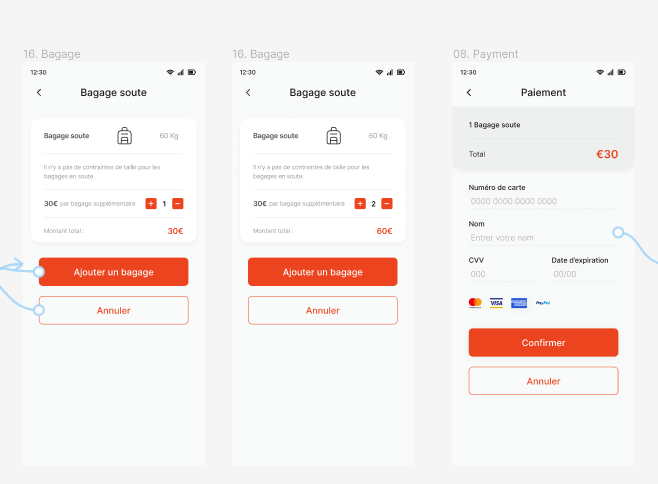 16. Bagage
12:30
Bagage soute
Bagage soute
60 Kg
Il n'y a pas de contraintes de taille pour les
bagages en soute.
30€ par bagage supplémentaire
+ 1 −
Montant total :
30€
Ajouter un bagage
Annuler
16. Bagage
12:30
Bagage soute
Bagage soute
60 Kg
Il n'y a pas de contraintes de taille pour les
bagages en soute.
30€ par bagage supplémentaire
+ 2 −
Montant total :
60€
Ajouter un bagage
Annuler
08. Payment
12:30
Paiement
1 Bagage soute
Total
€30
Numéro de carte
0000 0000 0000 0000
Nom
Entrer votre nom
CVV
Date d'expiration
000
00/00
VISA
PayPal
Confirmer
Annuler